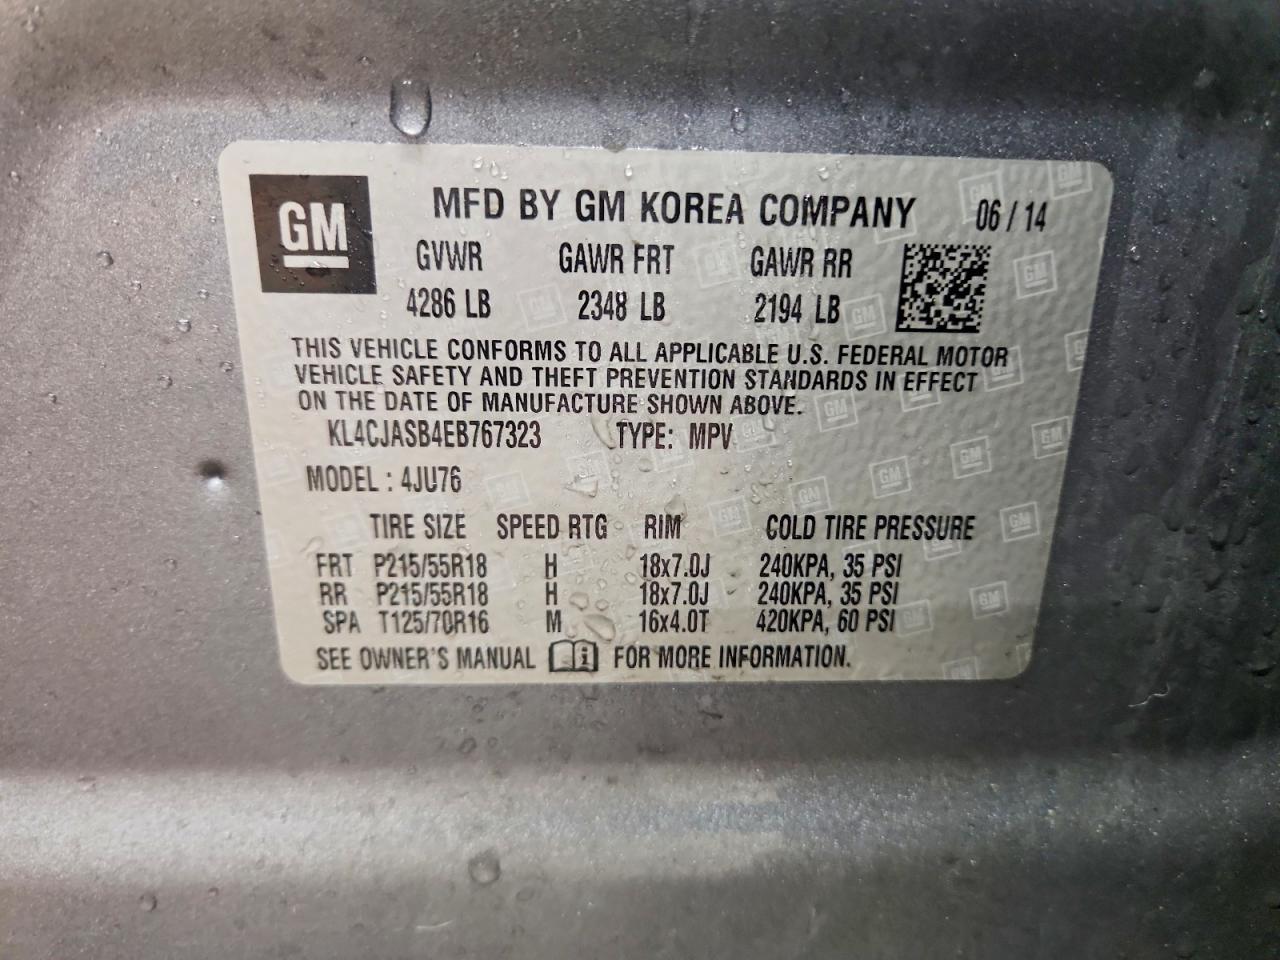 GM MFD BY GM KOREA COMPANY 06 / 14
GVWR GAWR FRT GAWR RR
4286 LB 2348 LB 2194 LB
THIS VEHICLE CONFORMS TO ALL APPLICABLE U.S. FEDERAL MOTOR
VEHICLE SAFETY AND THEFT PREVENTION STANDARDS IN EFFECT
ON THE DATE OF MANUFACTURE SHOWN ABOVE.
KL4CJASB4EB767323 TYPE: MPV
MODEL : 4JU76
TIRE SIZE SPEED RTG RIM COLD TIRE PRESSURE
FRT P215/55R18 H 18x7.0J 240KPA, 35 PSI
RR P215/55R18 H 18x7.0J 240KPA, 35 PSI
SPA T125/70R16 M 16x4.0T 420KPA, 60 PSI
SEE OWNER'S MANUAL i FOR MORE INFORMATION.